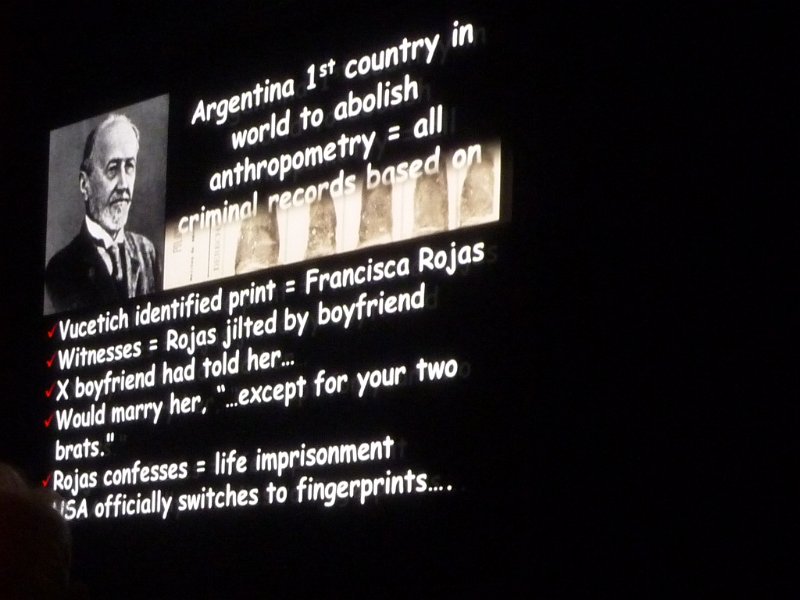 Argentina 1st country in
world to abolish
anthropometry = all
criminal records based on
✓Vucetich identified print = Francisca Rojas
✓Witnesses = Rojas jilted by boyfriend
✓X boyfriend had told her…
✓Would marry her, "…except for your two
brats."
✓Rojas confesses = life imprisonment
USA officially switches to fingerprints….